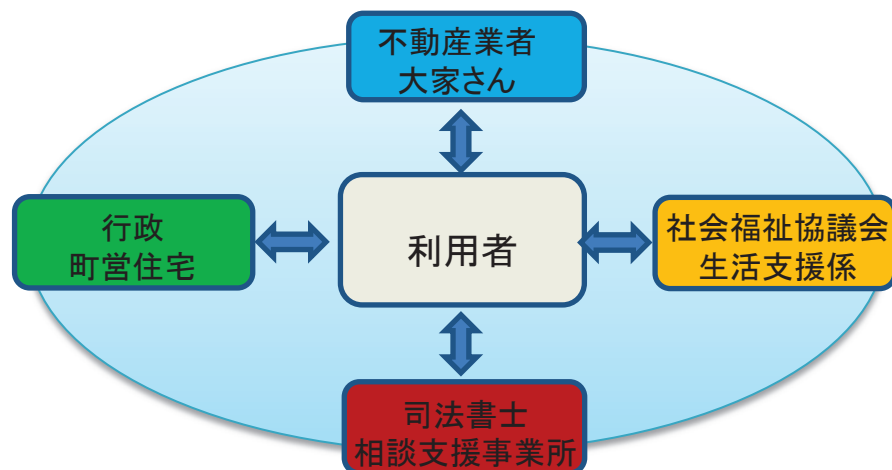 不動産業者
大家さん
行政
町営住宅
利用者
社会福祉協議会
生活支援係
司法書士
相談支援事業所